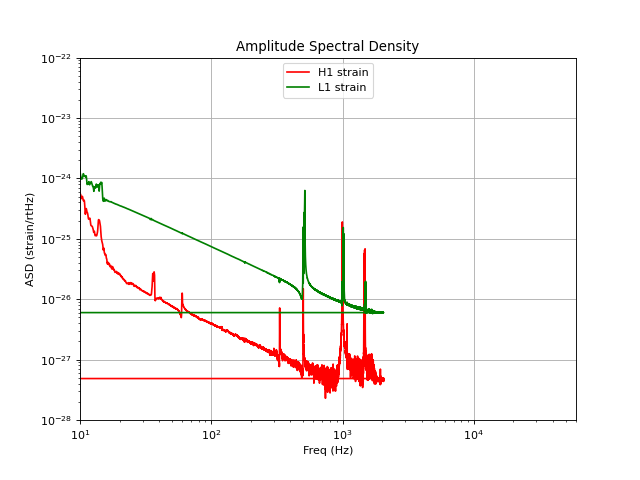 Amplitude Spectral Density
H1 strain
L1 strain
10⁻²²
10⁻²³
10⁻²⁴
10⁻²⁵
10⁻²⁶
10⁻²⁷
10⁻²⁸
ASD (strain/rtHz)
10¹ 10² 10³ 10⁴
Freq (Hz)